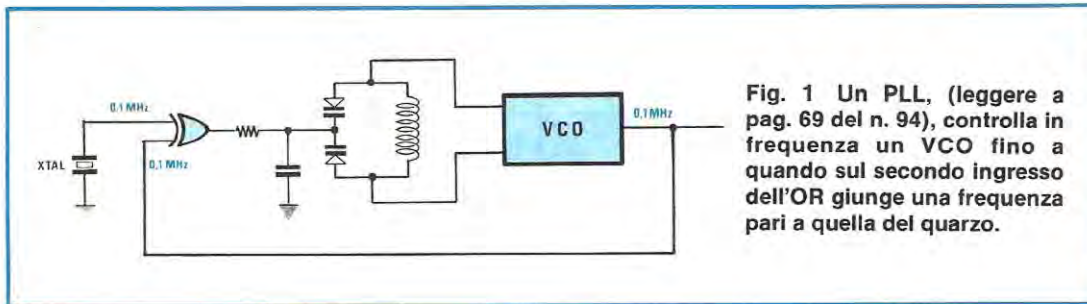 0,1 MHz
XTAL
0,1 MHz
VCO
0,1 MHz
Fig. 1 Un PLL, (leggere a
pag. 69 del n. 94), controlla in
frequenza un VCO fino a
quando sul secondo ingresso
dell'OR giunge una frequenza
pari a quella del quarzo.